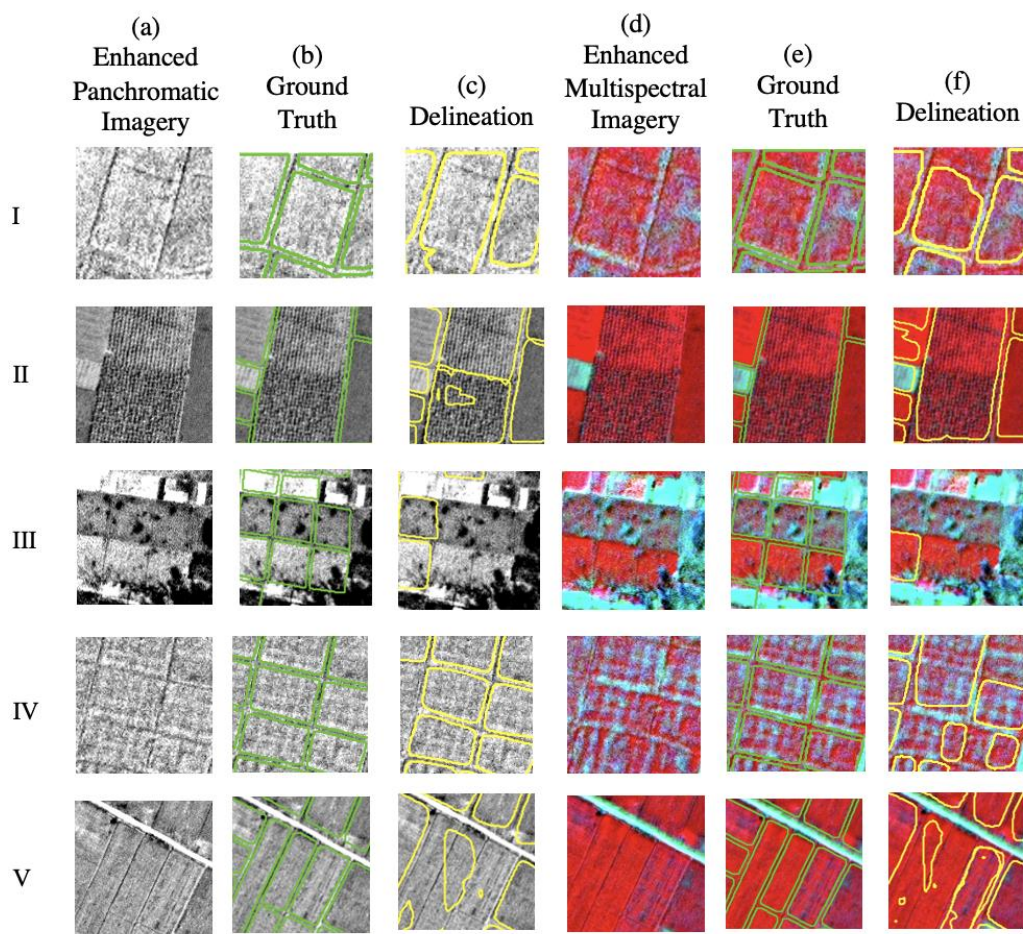 (a)
Enhanced
Panchromatic
Imagery
(b)
Ground
Truth
(c)
Delineation
(d)
Enhanced
Multispectral
Imagery
(e)
Ground
Truth
(f)
Delineation
I
II
III
IV
V